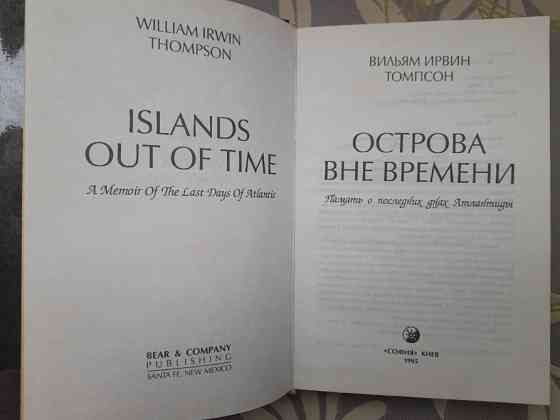 WILLIAM IRWIN
THOMPSON
ISLANDS
OUT OF TIME
A Memoir Of The Last Days Of Atlantis
BEAR & COMPANY
PUBLISHING
SANTA FE, NEW MEXICO
ВИЛЬЯМ ИРВИН
ТОМПСОН
ОСТРОВА
ВНЕ ВРЕМЕНИ
Память о последних днях Атлантиды
«СОФИЯ» КИЕВ
1995